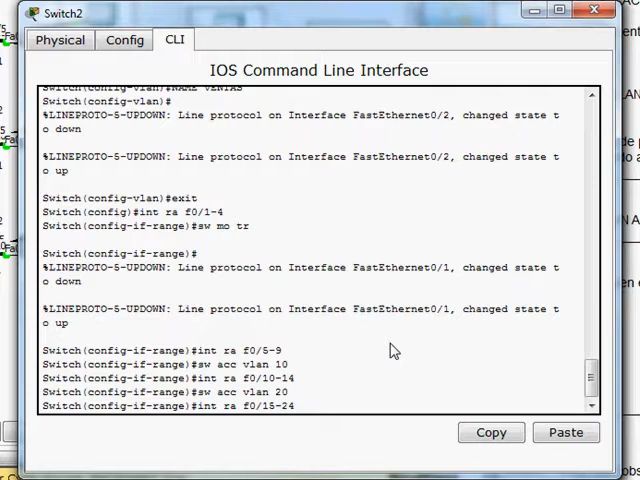 Switch2
Physical
Config
CLI
IOS Command Line Interface
Switch(config-vlan)#NAME VENTAS
Switch(config-vlan)#
%LINEPROTO-5-UPDOWN: Line protocol on Interface FastEthernet0/2, changed state t
o down
%LINEPROTO-5-UPDOWN: Line protocol on Interface FastEthernet0/2, changed state t
o up
Switch(config-vlan)#exit
Switch(config)#int ra f0/1-4
Switch(config-if-range)#sw mo tr
Switch(config-if-range)#
%LINEPROTO-5-UPDOWN: Line protocol on Interface FastEthernet0/1, changed state t
o down
%LINEPROTO-5-UPDOWN: Line protocol on Interface FastEthernet0/1, changed state t
o up
Switch(config-if-range)#int ra f0/5-9
Switch(config-if-range)#sw acc vlan 10
Switch(config-if-range)#int ra f0/10-14
Switch(config-if-range)#sw acc vlan 20
Switch(config-if-range)#int ra f0/15-24
Copy
Paste